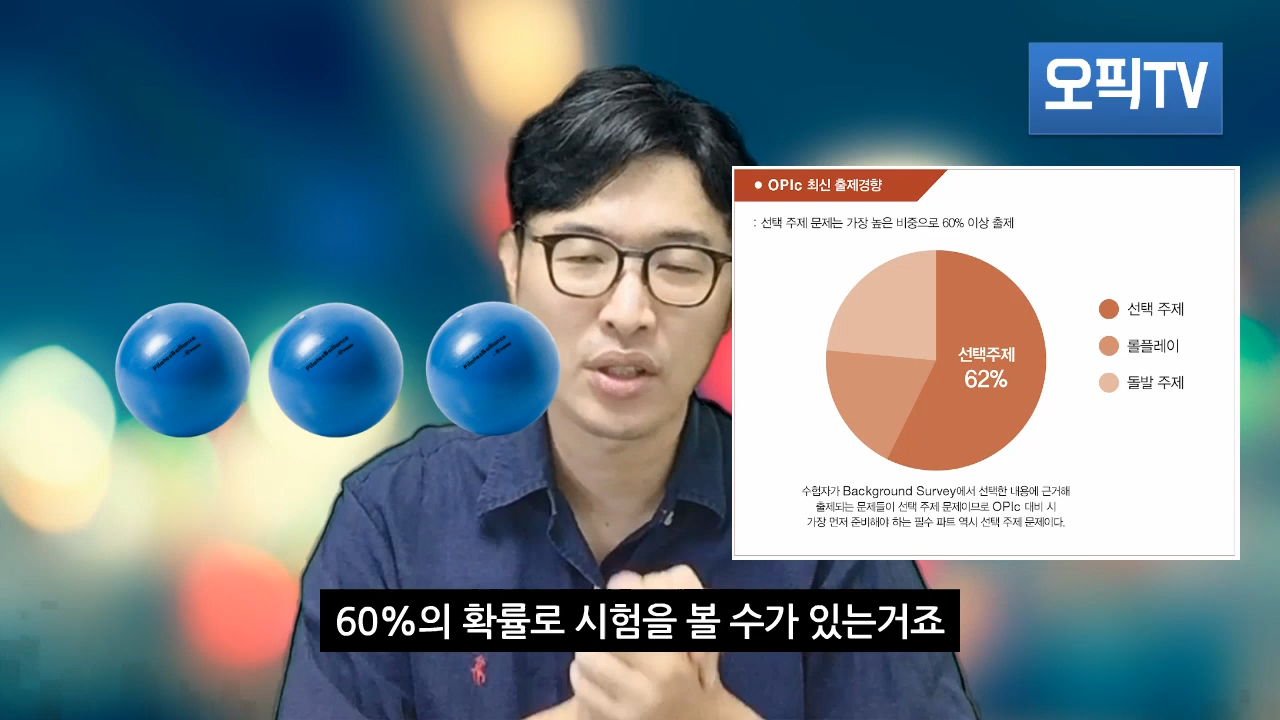 오픽TV
• OPIc 최신 출제경향
: 선택 주제 문제는 가장 높은 비중으로 60% 이상 출제
선택주제
62%
선택 주제
롤플레이
돌발 주제
수험자가 Background Survey에서 선택한 내용에 근거해
출제되는 문제들이 선택 주제 문제이므로 OPIc 대비 시
가장 먼저 준비해야 하는 필수 파트 역시 선택 주제 문제이다.
60%의 확률로 시험을 볼 수가 있는거죠